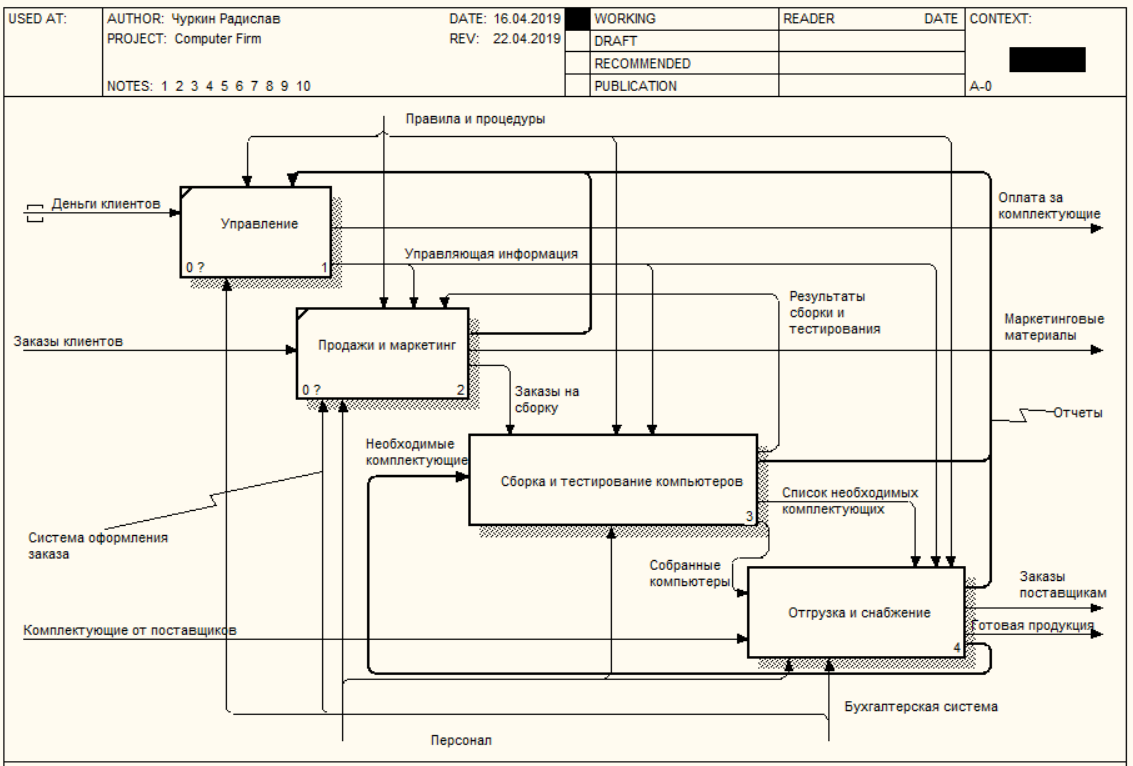 USED AT:
AUTHOR: Чуркин Радислав
DATE: 16.04.2019
WORKING
READER
DATE
CONTEXT:
PROJECT: Computer Firm
REV: 22.04.2019
DRAFT
RECOMMENDED
NOTES: 1 2 3 4 5 6 7 8 9 10
PUBLICATION
A-0
Правила и процедуры
Деньги клиентов
Управление
0 ?
1
Оплата за
комплектующие
Управляющая информация
Результаты
сборки и
тестирования
Заказы клиентов
Продажи и маркетинг
0 ?
2
Маркетинговые
материалы
Заказы на
сборку
Отчеты
Необходимые
комплектующие
Сборка и тестирование компьютеров
3
Список необходимых
комплектующих
Система оформления
заказа
Собранные
компьютеры
Отгрузка и снабжение
4
Заказы
поставщикам
Комплектующие от поставщиков
Готовая продукция
Бухгалтерская система
Персонал